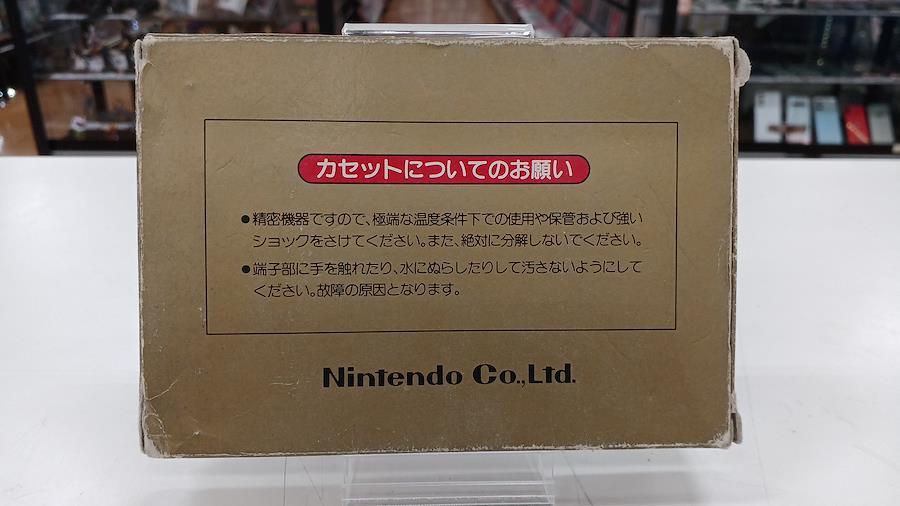 カセットについてのお願い
●精密機器ですので、極端な温度条件下での使用や保管および強い
ショックをさけてください。また、絶対に分解しないでください。
●端子部に手を触れたり、水にぬらしたりして汚さないようにして
ください。故障の原因となります。
Nintendo Co.,Ltd.